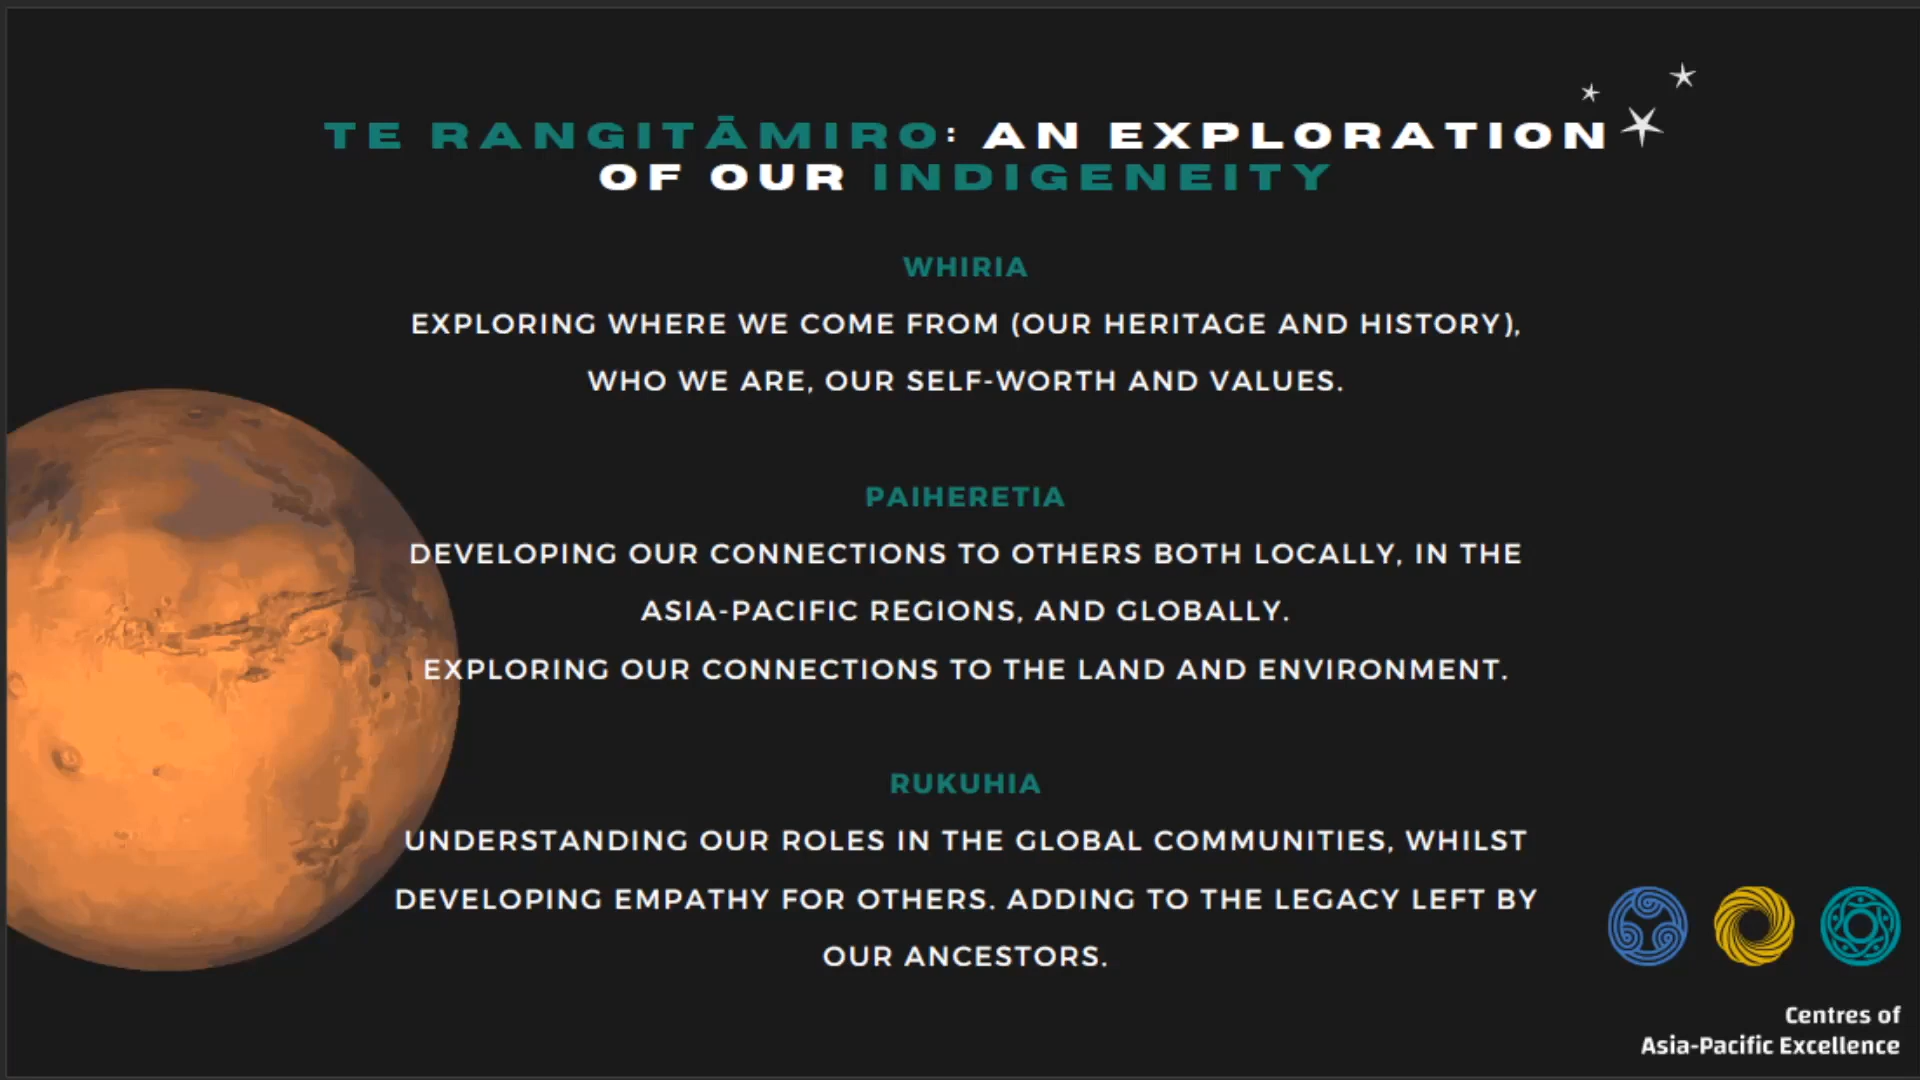 TE RANGITĀMIRO: AN EXPLORATION
OF OUR INDIGENEITY
WHIRIA
EXPLORING WHERE WE COME FROM (OUR HERITAGE AND HISTORY),
WHO WE ARE, OUR SELF-WORTH AND VALUES.
PAIHERETIA
DEVELOPING OUR CONNECTIONS TO OTHERS BOTH LOCALLY, IN THE
ASIA-PACIFIC REGIONS, AND GLOBALLY.
EXPLORING OUR CONNECTIONS TO THE LAND AND ENVIRONMENT.
RUKUHIA
UNDERSTANDING OUR ROLES IN THE GLOBAL COMMUNITIES, WHILST
DEVELOPING EMPATHY FOR OTHERS. ADDING TO THE LEGACY LEFT BY
OUR ANCESTORS.
Centres of
Asia-Pacific Excellence